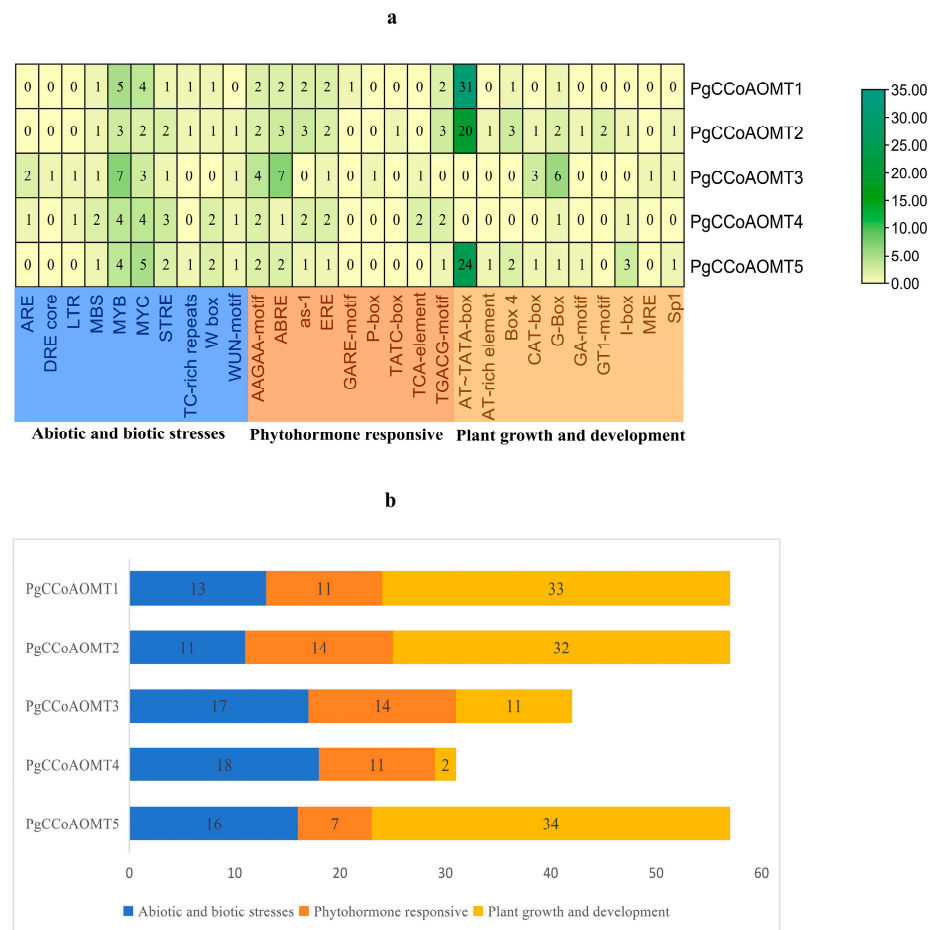 a
0 0 0 1 5 4 1 1 1 0 2 2 2 2 1 0 0 0 2 31 0 1 0 1 0 0 0 0 0 PgCCoAOMT1
0 0 0 1 3 2 2 1 1 1 2 3 3 2 0 0 1 0 3 20 1 3 1 2 1 2 1 0 1 PgCCoAOMT2
2 1 1 1 7 3 1 0 0 1 4 7 0 1 0 1 0 1 0 0 0 0 3 6 0 0 0 1 1 PgCCoAOMT3
1 0 1 2 4 4 3 0 2 1 2 1 2 2 0 0 0 2 2 0 0 0 0 1 0 0 1 0 0 PgCCoAOMT4
0 0 0 1 4 5 2 1 2 1 2 2 1 1 0 0 0 0 1 24 1 2 1 1 1 0 3 0 1 PgCCoAOMT5
35.00
30.00
25.00
20.00
15.00
10.00
5.00
0.00
ARE
DRE core
LTR
MBS
MYB
MYC
STRE
TC-rich repeats
W box
WUN-motif
AAGAA-motif
ABRE
as-1
ERE
GARE-motif
P-box
TATC-box
TCA-element
TGACG-motif
AT~TATA-box
AT-rich element
Box 4
CAT-box
G-Box
GA-motif
GT1-motif
I-box
MRE
Sp1
Abiotic and biotic stresses Phytohormone responsive Plant growth and development
b
PgCCoAOMT1 13 11 33
PgCCoAOMT2 11 14 32
PgCCoAOMT3 17 14 11
PgCCoAOMT4 18 11 2
PgCCoAOMT5 16 7 34
0 10 20 30 40 50 60
Abiotic and biotic stresses Phytohormone responsive Plant growth and development